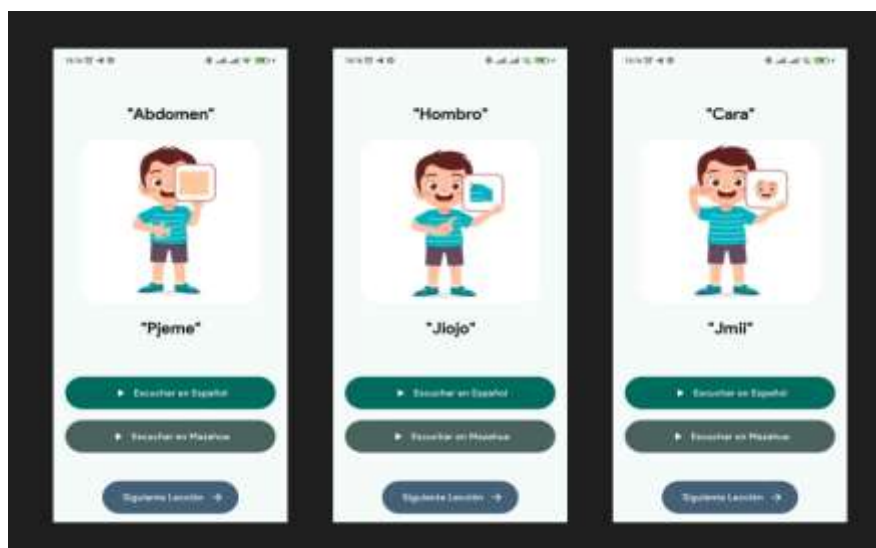 "Abdomen"
"Pjeme"
Escuchar en Español
Escuchar en Mazahua
Siguiente Lección
"Hombro"
"Jiojo"
Escuchar en Español
Escuchar en Mazahua
Siguiente Lección
"Cara"
"Jmil"
Escuchar en Español
Escuchar en Mazahua
Siguiente Lección